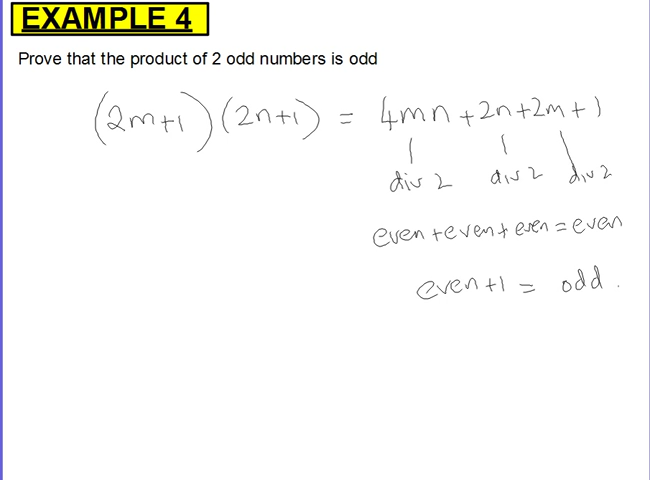 EXAMPLE 4
Prove that the product of 2 odd numbers is odd
(2m+1)(2n+1) = 4mn+2n+2m+1
div 2 div 2 div 2
even+even+even=even
even+1 = odd.